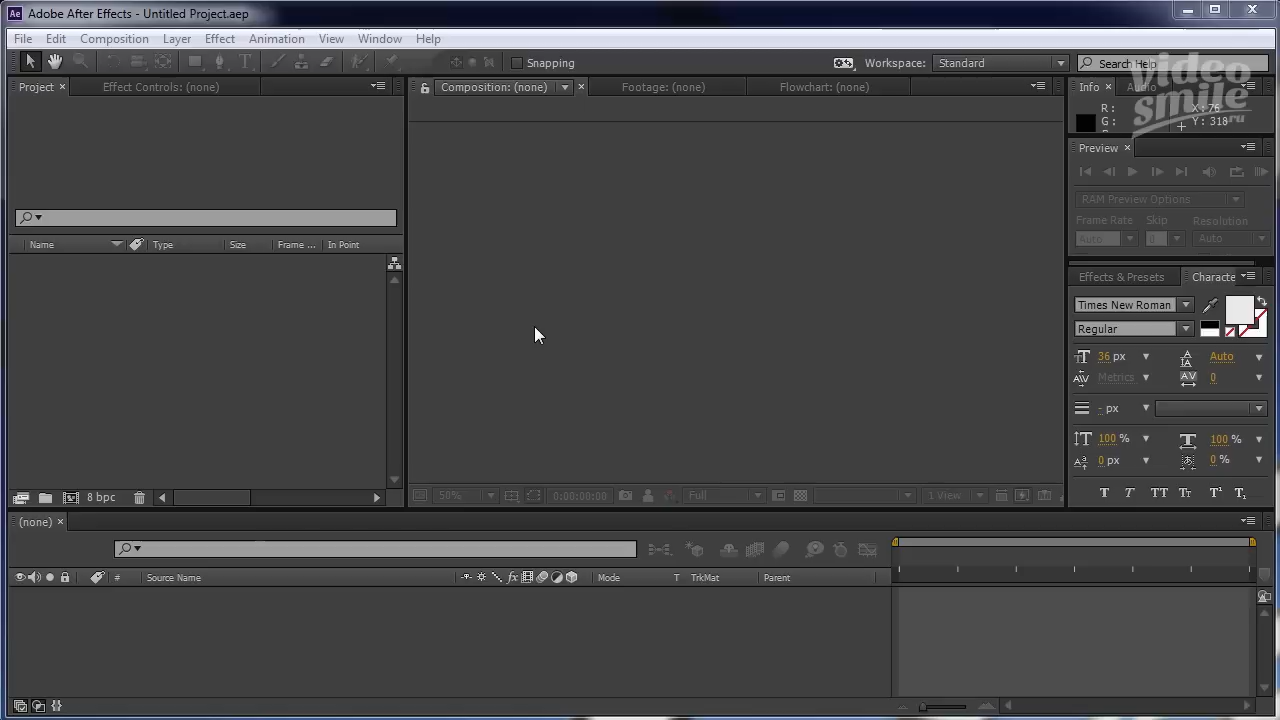 Adobe After Effects - Untitled Project.aep
File Edit Composition Layer Effect Animation View Window Help
Snapping
Workspace: Standard
Search Help
video
smile
.ru
Project
Effect Controls: (none)
Composition: (none)
Footage: (none)
Flowchart: (none)
Info
Audio
R:
G:
X: 76
Y: 318
Preview
RAM Preview Options
Frame Rate Skip Resolution
Auto 8 Auto
Name Type Size Frame ... In Point
Effects & Presets
Characte
Times New Roman
Regular
36 px Auto
Metrics 0
- px
100 % 100 %
0 px 0 %
8 bpc
50% 0:00:00:00 Full 1 View
(none)
# Source Name fx Mode T TrkMat Parent